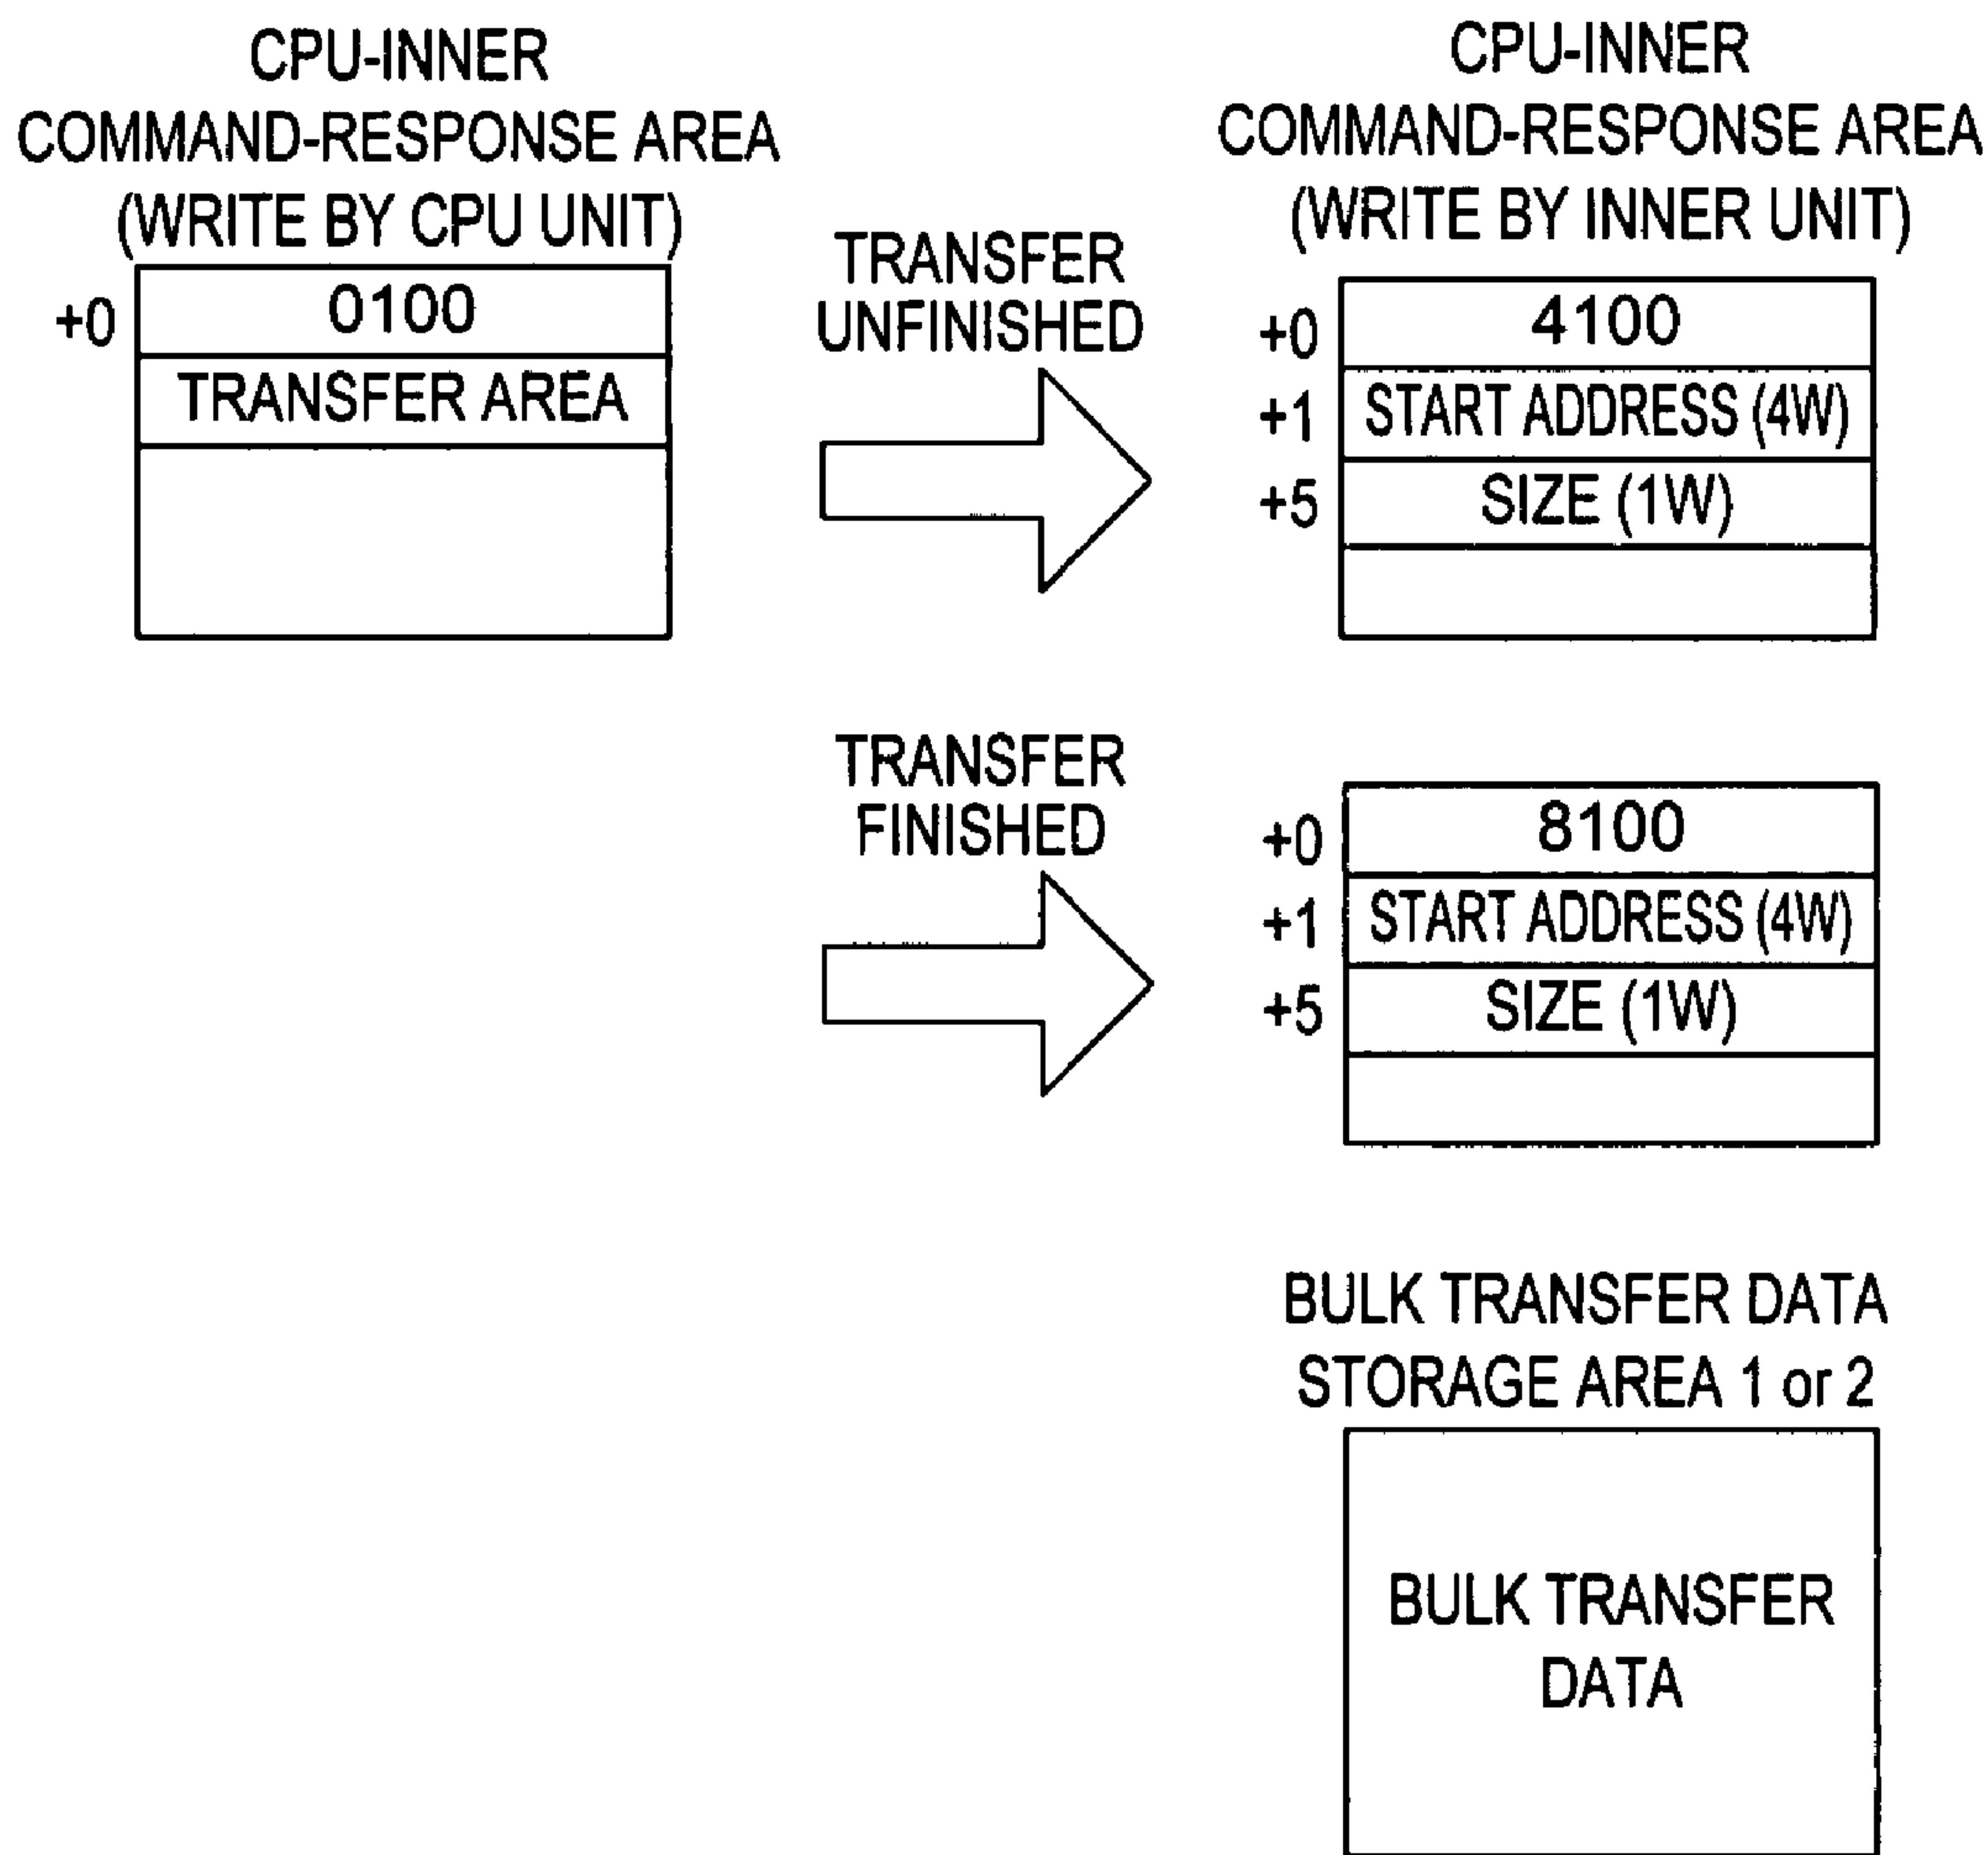 CPU-INNER
COMMAND-RESPONSE AREA
(WRITE BY CPU UNIT)
+0 0100
TRANSFER AREA
TRANSFER
UNFINISHED
CPU-INNER
COMMAND-RESPONSE AREA
(WRITE BY INNER UNIT)
+0 4100
+1 START ADDRESS (4W)
+5 SIZE (1W)
TRANSFER
FINISHED
+0 8100
+1 START ADDRESS (4W)
+5 SIZE (1W)
BULK TRANSFER DATA
STORAGE AREA 1 or 2
BULK TRANSFER
DATA